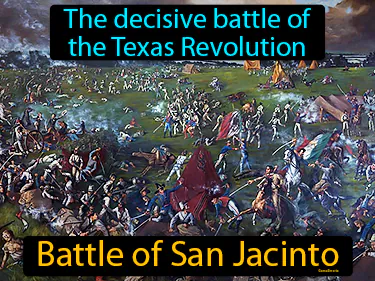 The decisive battle of
the Texas Revolution
Battle of San Jacinto